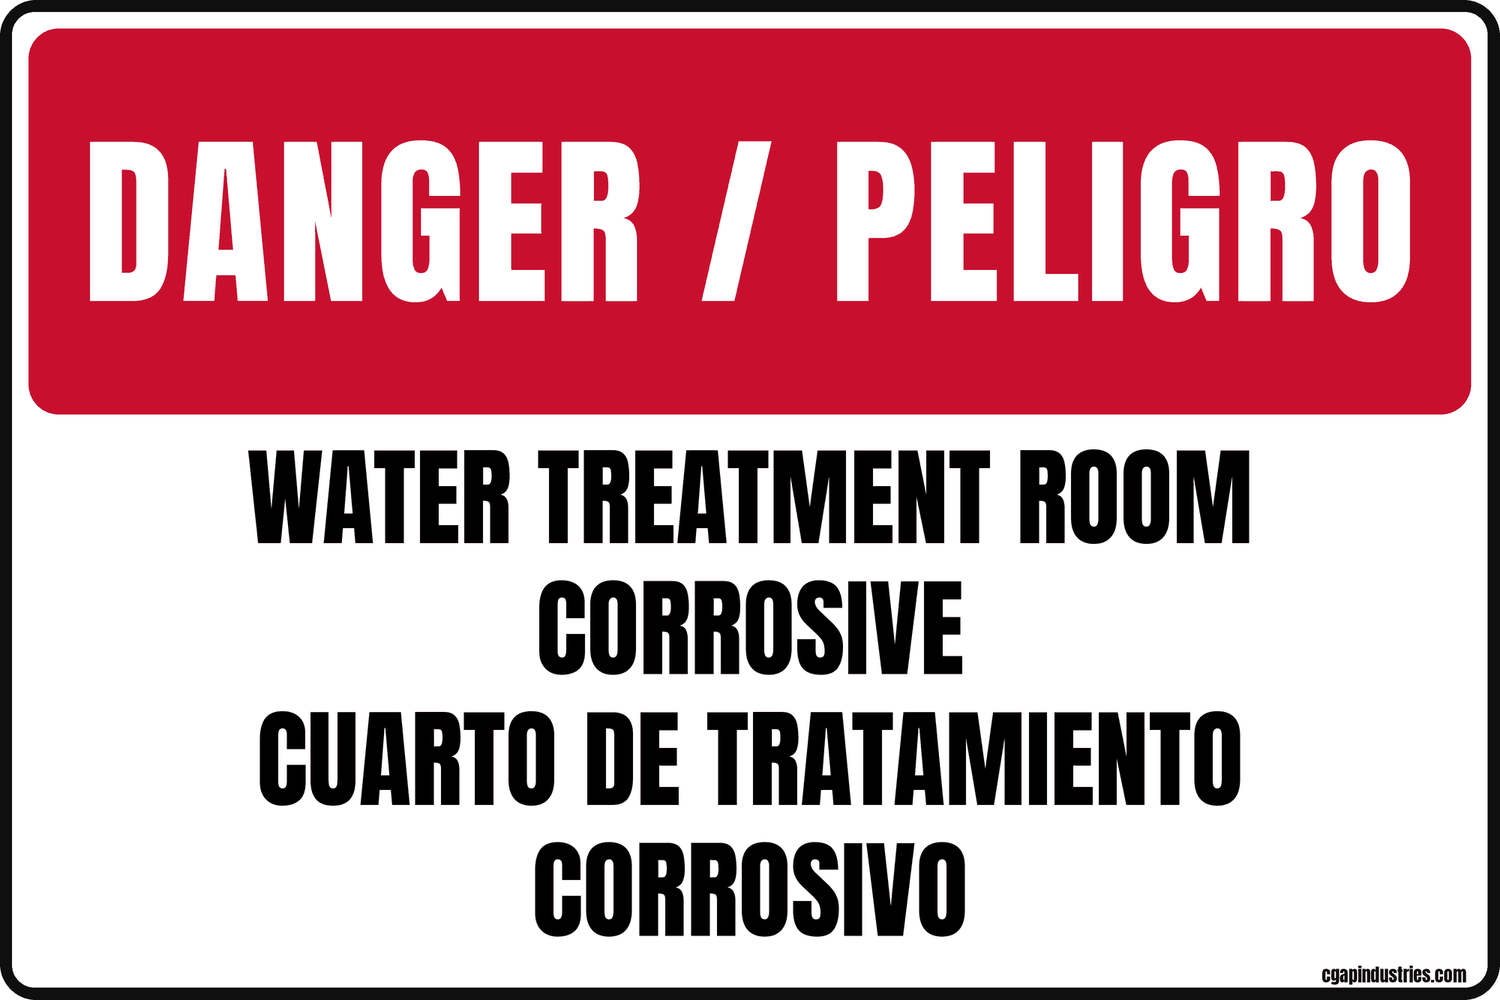 DANGER / PELIGRO
WATER TREATMENT ROOM
CORROSIVE
CUARTO DE TRATAMIENTO
CORROSIVO
cgapindustries.com